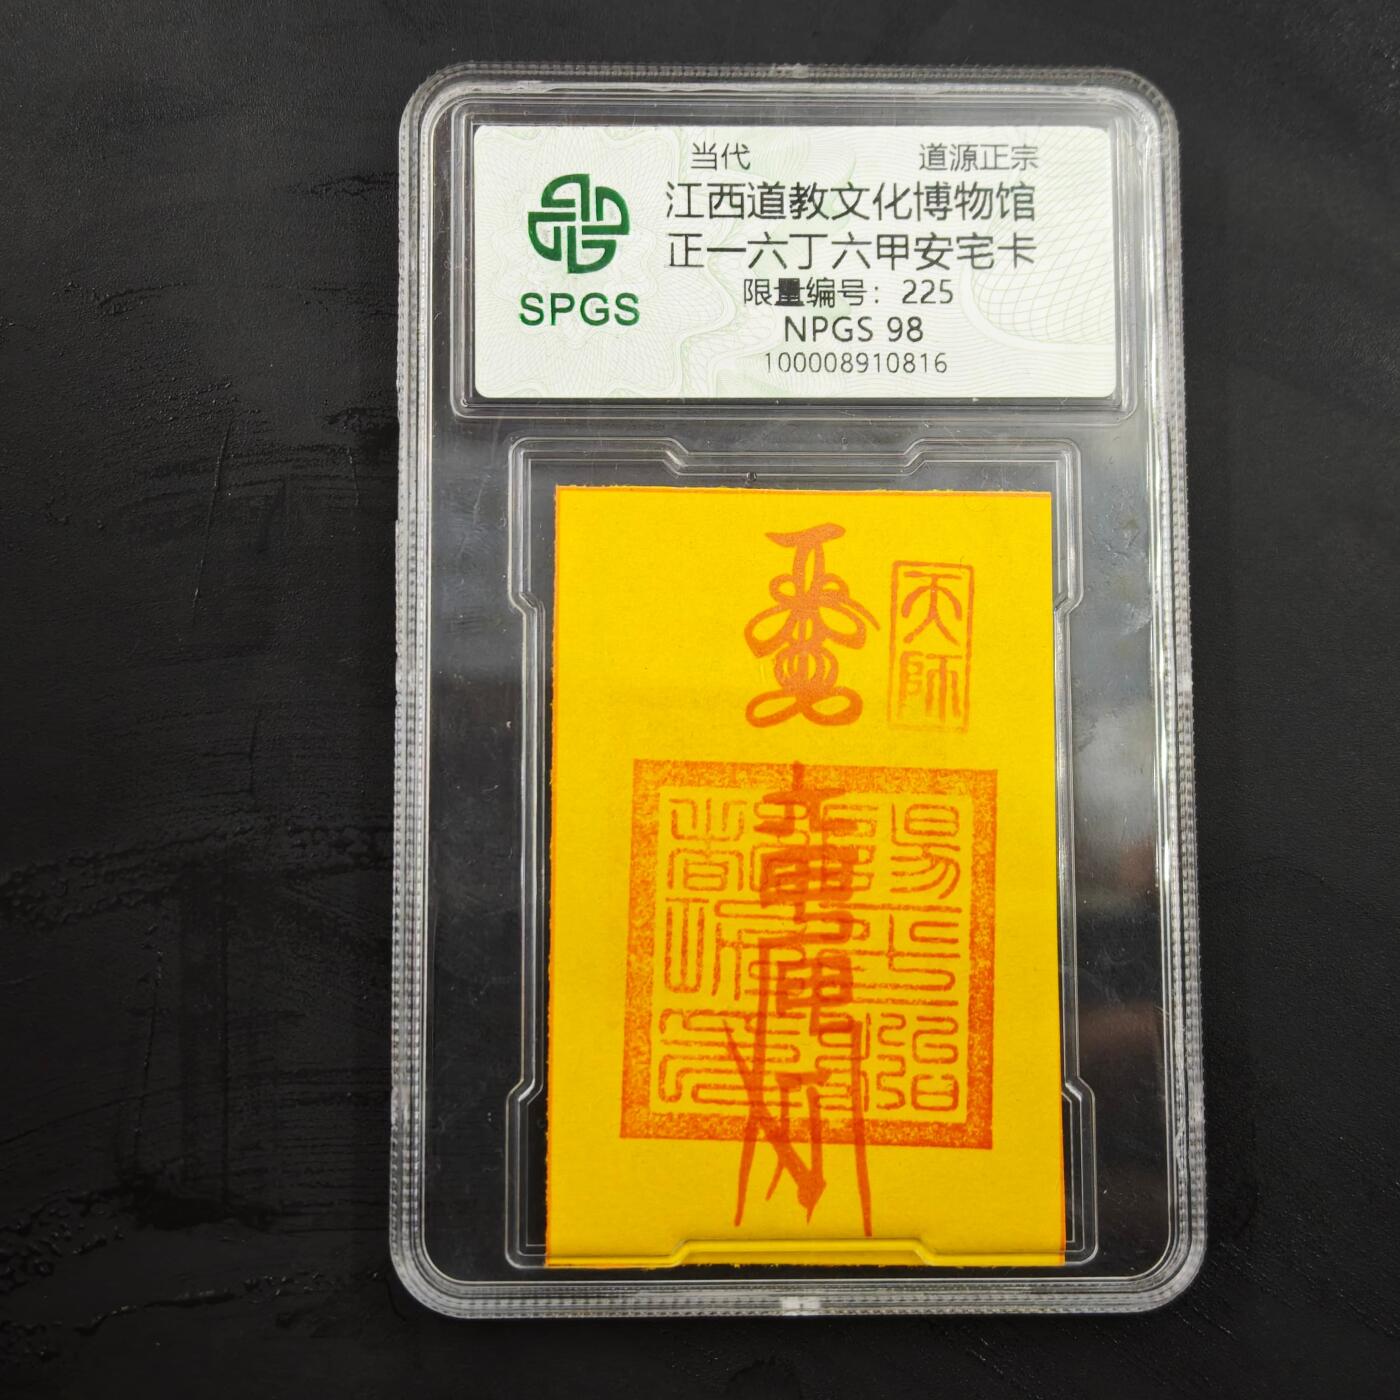 当代 道源正宗
江西道教文化博物馆
正一六丁六甲安宅卡
限量编号：225
NPGS 98
100008910816
SPGS
天師